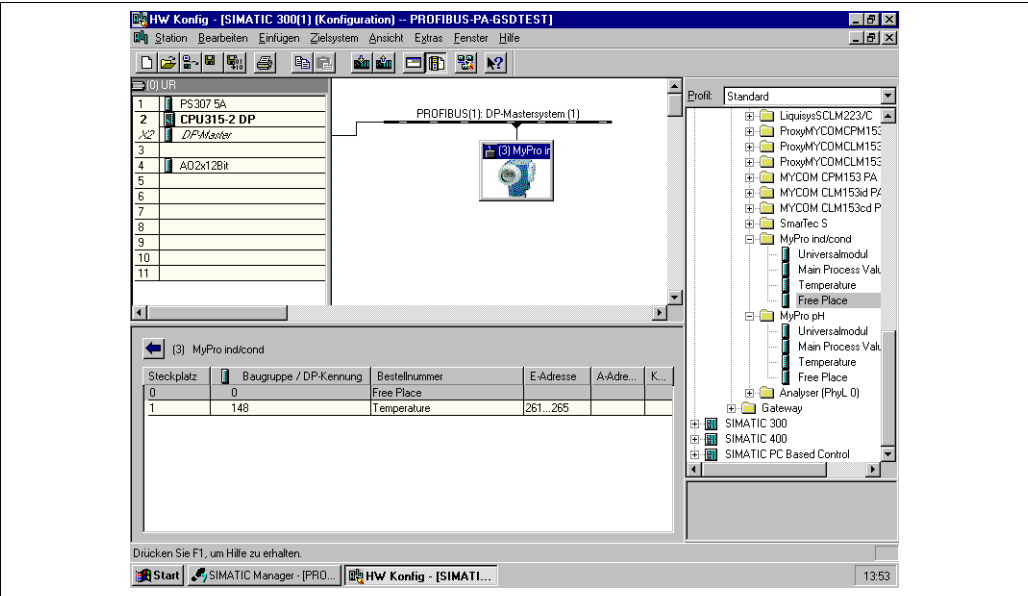 HW Konfig - [SIMATIC 300(1) (Konfiguration) -- PROFIBUS-PA-GSDTEST]
Station Bearbeiten Einfügen Zielsystem Ansicht Extras Fenster Hilfe
(0) UR
1 PS307 5A
2 CPU315-2 DP
X2 DP-Master
3
4 AO2x12Bit
5
6
7
8
9
10
11
PROFIBUS(1): DP-Mastersystem (1)
(3) MyPro in
Profil: Standard
LiquisysSCLM223/C
ProxyMYCOMCPM153
ProxyMYCOMCLM153
ProxyMYCOMCLM153
MYCOM CPM153 PA
MYCOM CLM153id PA
MYCOM CLM153cd P
SmarTec S
MyPro ind/cond
Universalmodul
Main Process Valu
Temperature
Free Place
MyPro pH
Universalmodul
Main Process Valu
Temperature
Free Place
Analyser (PhyL 0)
Gateway
SIMATIC 300
SIMATIC 400
SIMATIC PC Based Control
(3) MyPro ind/cond
Steckplatz Baugruppe / DP-Kennung Bestellnummer E-Adresse A-Adre... K...
0 0 Free Place
1 148 Temperature 261...265
Drücken Sie F1, um Hilfe zu erhalten.
Start SIMATIC Manager - [PRO... HW Konfig - [SIMATI... 13:53